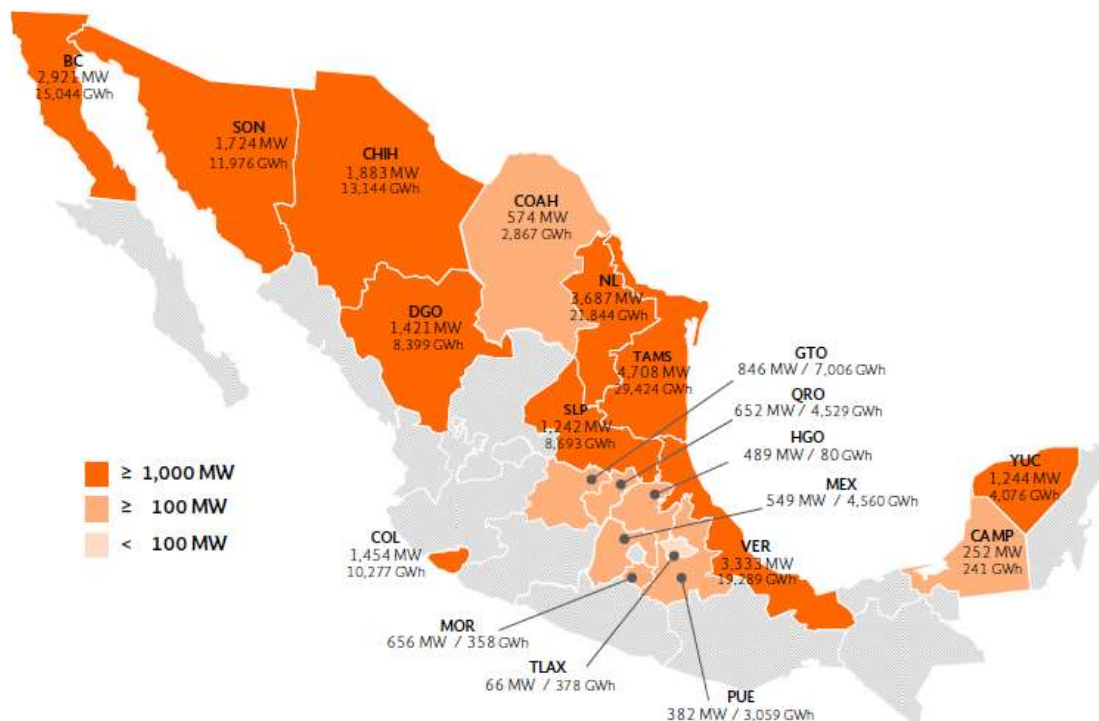 BC
2,921 MW
15,044 GWh
SON
1,724 MW
11,976 GWh
CHIH
1,883 MW
13,144 GWh
COAH
574 MW
2,867 GWh
NL
3,687 MW
21,844 GWh
DGO
1,421 MW
8,399 GWh
TAMS
4,708 MW
29,424 GWh
GTO
846 MW / 7,006 GWh
QRO
652 MW / 4,529 GWh
SLP
1,242 MW
8,693 GWh
HGO
489 MW / 80 GWh
MEX
549 MW / 4,560 GWh
YUC
1,244 MW
4,076 GWh
≥ 1,000 MW
≥ 100 MW
< 100 MW
COL
1,454 MW
10,277 GWh
VER
3,333 MW
19,289 GWh
CAMP
252 MW
241 GWh
MOR
656 MW / 358 GWh
TLAX
66 MW / 378 GWh
PUE
382 MW / 3,059 GWh